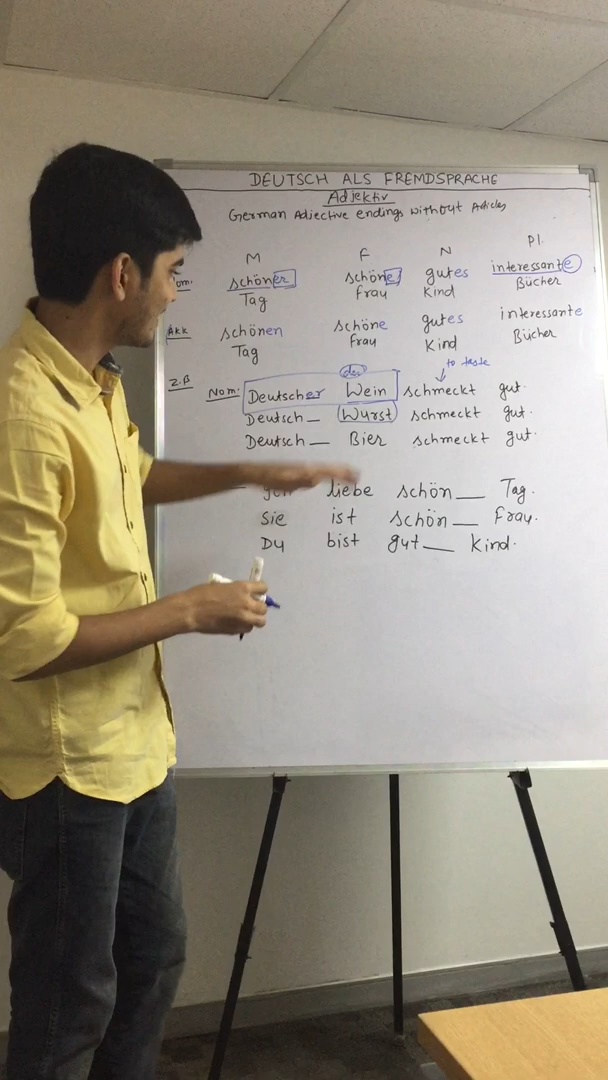 DEUTSCH ALS FREMDSPRACHE
Adjektiv
German Adjective endings without Articles
M F N Pl.
Nom. schöner schöne gutes interessante
Tag frau kind Bücher
Akk schönen schöne gutes interessante
Tag frau Kind Bücher
to taste
Z.B Nom. Deutscher Wein schmeckt gut.
Deutsch__ Wurst schmeckt gut.
Deutsch__ Bier schmeckt gut.
liebe schön__ Tag.
Sie ist schön__ frau.
Du bist gut__ kind.